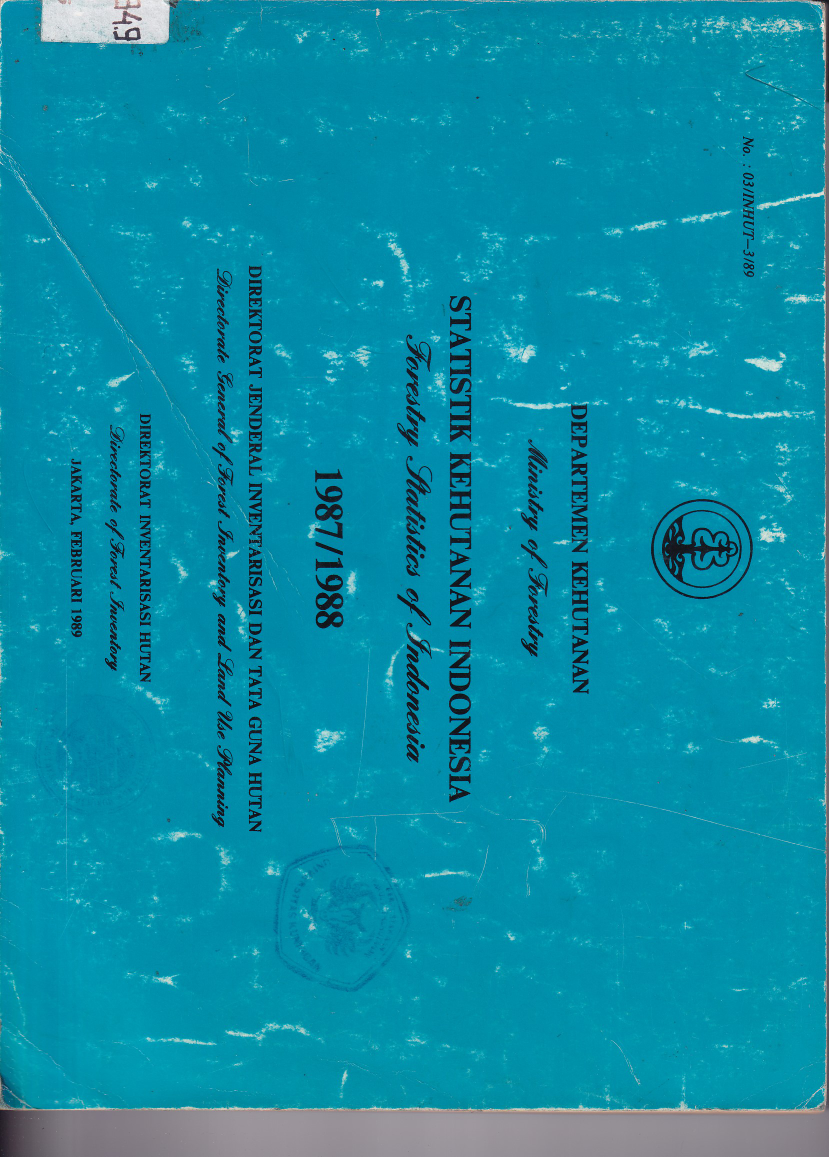 349
No. : 03/INHUT–3/89
DEPARTEMEN KEHUTANAN
Ministry of Forestry
STATISTIK KEHUTANAN INDONESIA
Forestry Statistics of Indonesia
1987/1988
DIREKTORAT JENDERAL INVENTARISASI DAN TATA GUNA HUTAN
Directorate General of Forest Inventory and Land Use Planning
DIREKTORAT INVENTARISASI HUTAN
Directorate of Forest Inventory
JAKARTA, FEBRUARI 1989